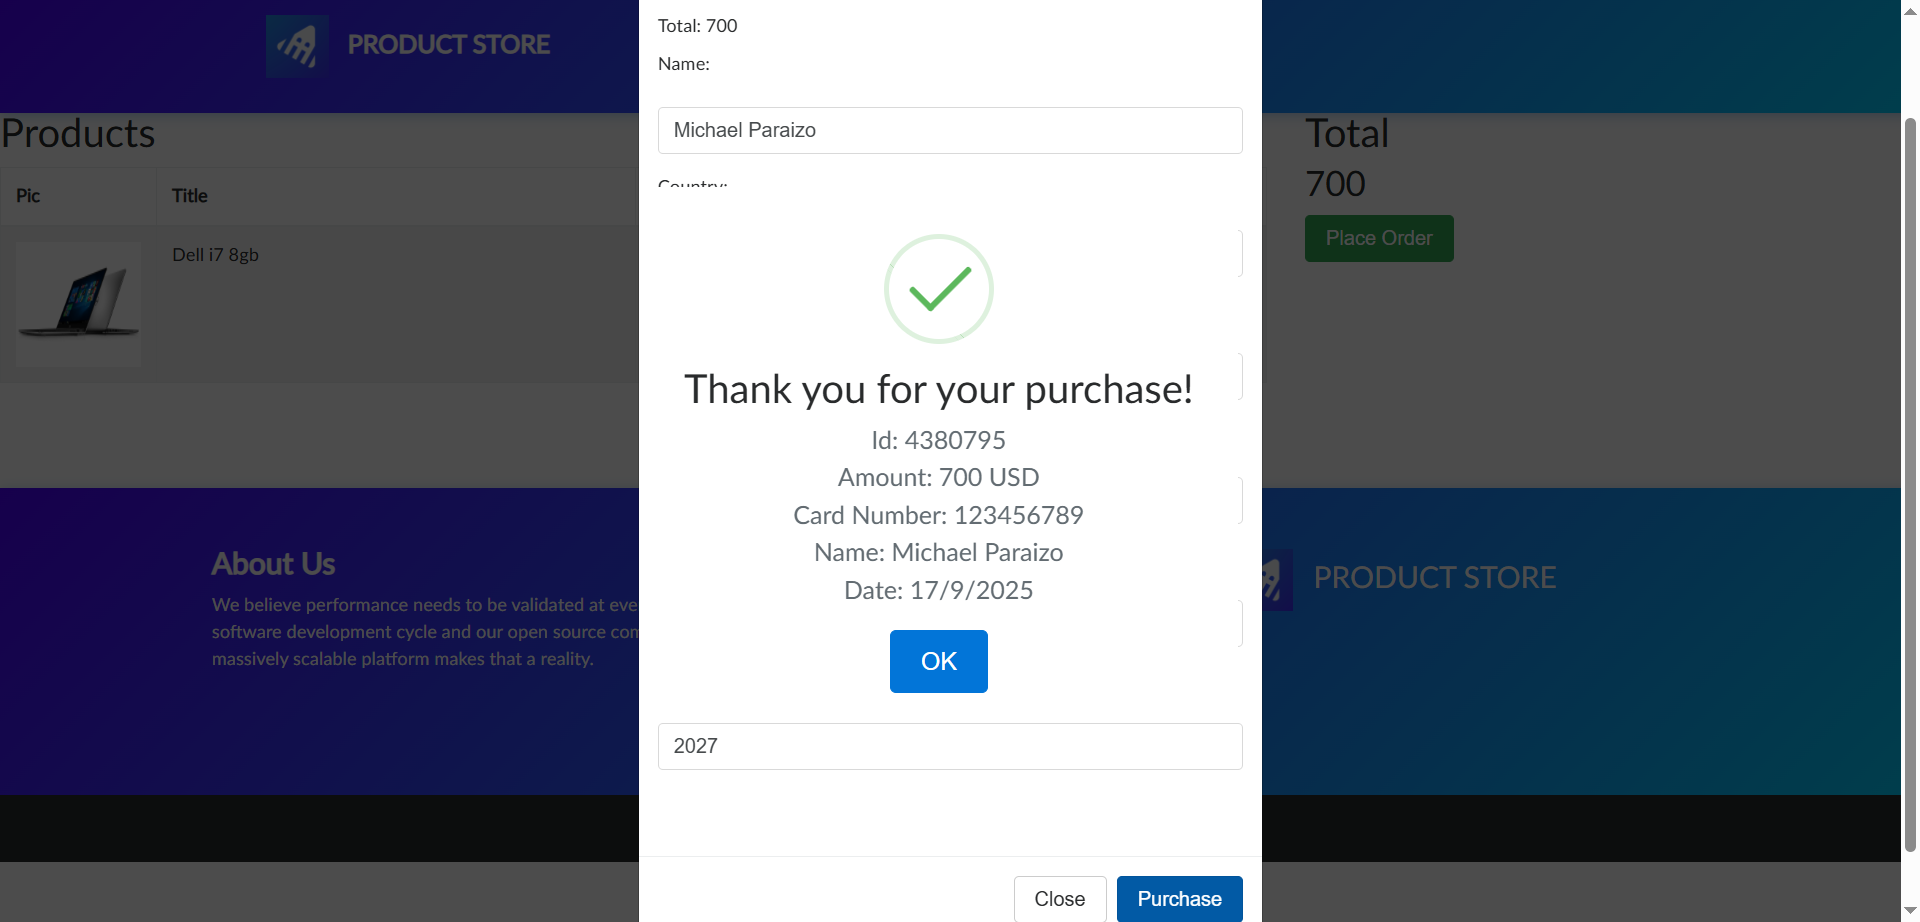 PRODUCT STORE
Products
Pic Title
Dell i7 8gb
Total: 700
Name:
Michael Paraizo
Country:
Thank you for your purchase!
Id: 4380795
Amount: 700 USD
Card Number: 123456789
Name: Michael Paraizo
Date: 17/9/2025
OK
2027
Close Purchase
Total
700
Place Order
About Us
We believe performance needs to be validated at eve
software development cycle and our open source com
massively scalable platform makes that a reality.
PRODUCT STORE